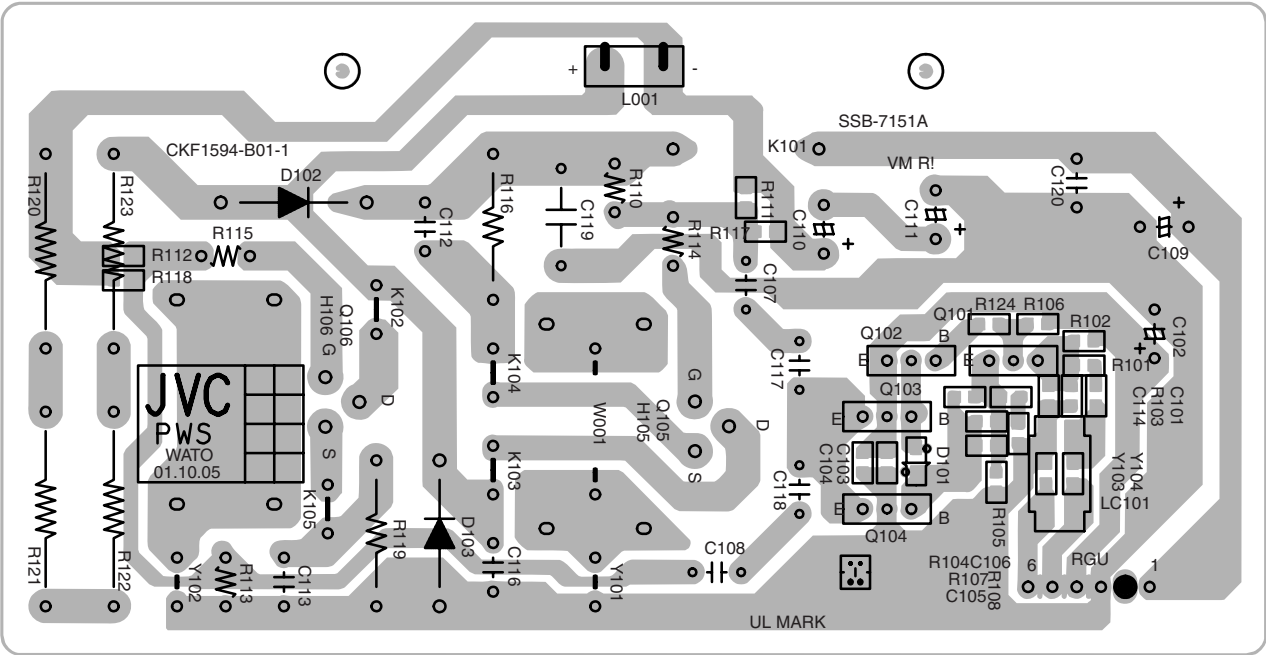 + -
L001
SSB-7151A
K101
CKF1594-B01-1
VM R!
D102
R120
R123
R116
R110
R111
C120
C119
C112
C110
C111
+
+
+
R115
R112
R118
R117
R114
C109
C107
H106 G
Q106
K102
Q101
R124 R106
Q102
B
R102
C102
+
E
E
R101
C117
K104
G
Q103
JVC
PWS
WATO
01.10.05
D
W001
H105
Q105
D
E
B
C114
R103
C101
S
S
K103
C104
C103
D101
Y103
Y104
LC101
K105
C118
E
B
Q104
R105
R119
D103
R121
R122
Y102
R113
C113
C116
Y101
C108
R104C106
R107
C105
R108
6
RGU
1
UL MARK